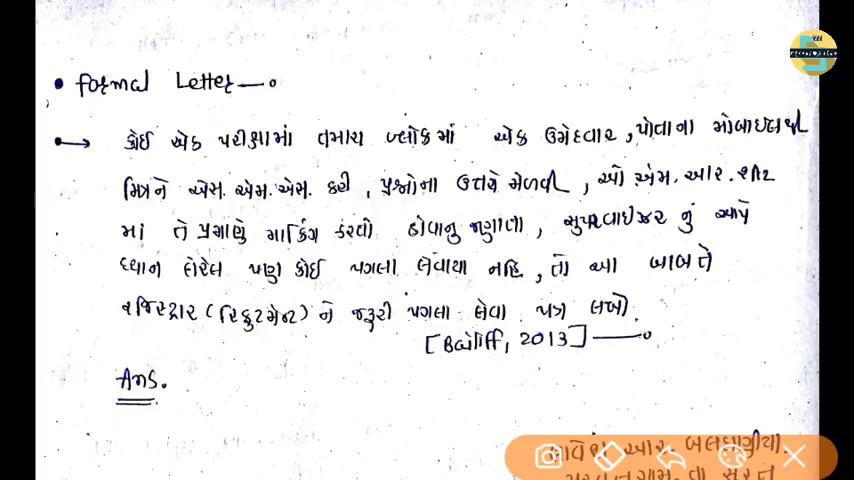 • Formal Letter —
→ કોઈ એક પરીક્ષામાં તમારા બ્લોકમાં એક ઉમેદવાર, પોતાના મોબાઇલથી
મિત્રને એસ. એમ. એસ. કરી, પ્રશ્નોના ઉત્તરો મેળવી, ઓ. એમ. આર. શીટ
માં તે પ્રમાણે માર્કિંગ કરતો હોવાનું જણાતા, સુપરવાઈઝર નું આપે
ધ્યાન દોરેલ પણ કોઈ પગલા લેવાયા નહિ, તો આ બાબતે
રજિસ્ટ્રાર (રિક્રુટમેન્ટ) ને જરૂરી પગલા લેવા પત્ર લખો.
[Bailiff, 2013] —
Ans.
ભાવેશ આર.